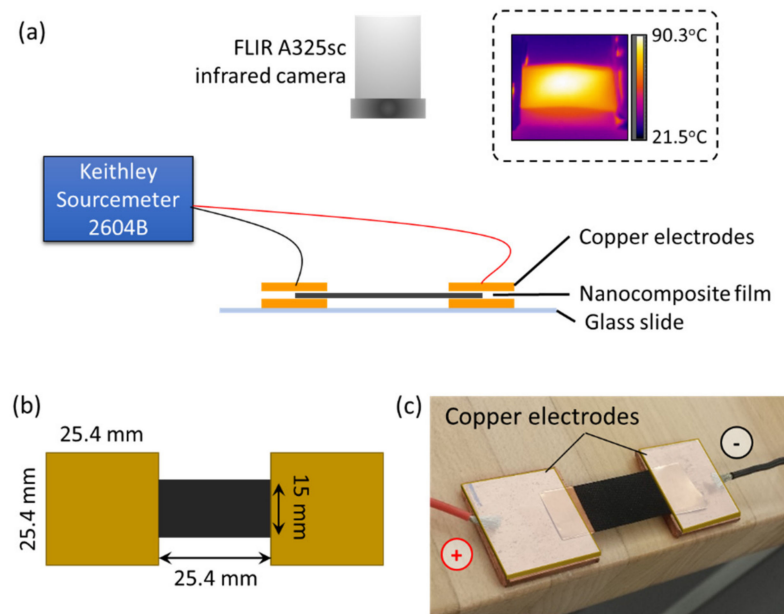 (a)
FLIR A325sc
infrared camera
90.3°C
21.5°C
Keithley
Sourcemeter
2604B
Copper electrodes
Nanocomposite film
Glass slide
(b)
25.4 mm
25.4 mm
15 mm
25.4 mm
(c)
Copper electrodes
-
+